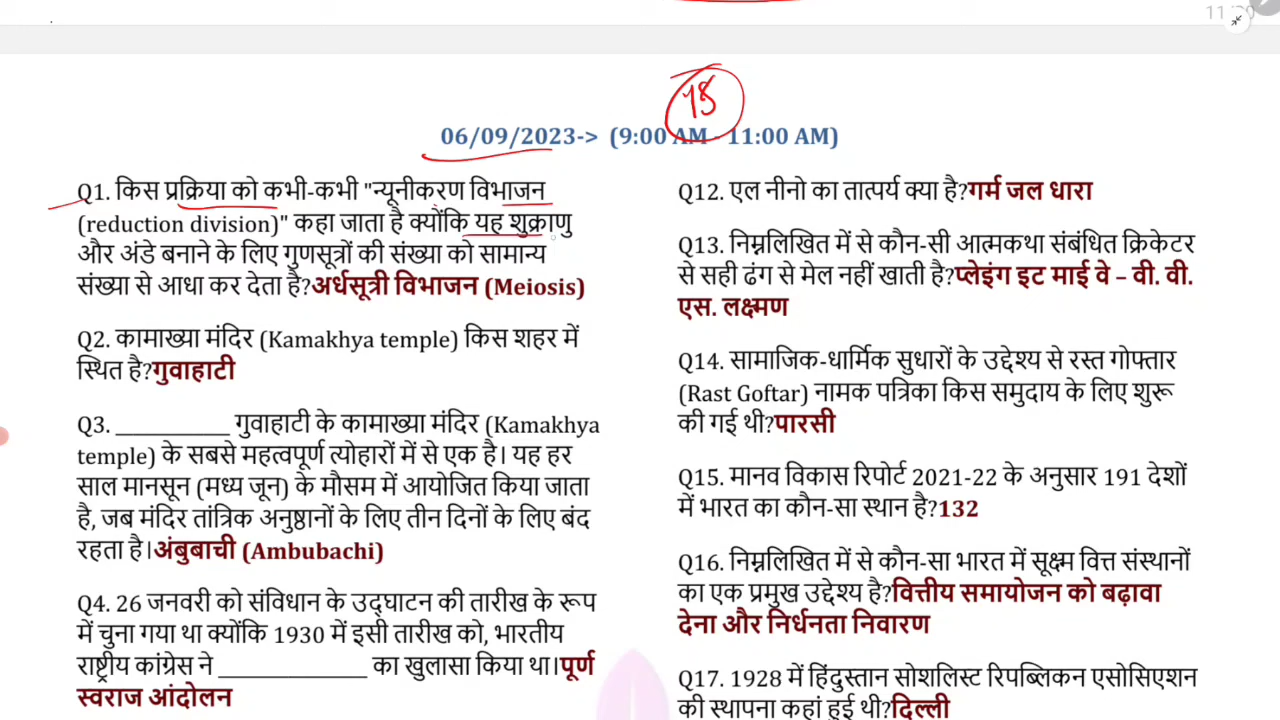 11
18
06/09/2023-> (9:00 AM - 11:00 AM)
Q1. किस प्रक्रिया को कभी-कभी "न्यूनीकरण विभाजन
(reduction division)" कहा जाता है क्योंकि यह शुक्राणु
और अंडे बनाने के लिए गुणसूत्रों की संख्या को सामान्य
संख्या से आधा कर देता है?अर्धसूत्री विभाजन (Meiosis)
Q2. कामाख्या मंदिर (Kamakhya temple) किस शहर में
स्थित है?गुवाहाटी
Q3. ____________ गुवाहाटी के कामाख्या मंदिर (Kamakhya
temple) के सबसे महत्वपूर्ण त्योहारों में से एक है। यह हर
साल मानसून (मध्य जून) के मौसम में आयोजित किया जाता
है, जब मंदिर तांत्रिक अनुष्ठानों के लिए तीन दिनों के लिए बंद
रहता है।अंबुबाची (Ambubachi)
Q4. 26 जनवरी को संविधान के उद्घाटन की तारीख के रूप
में चुना गया था क्योंकि 1930 में इसी तारीख को, भारतीय
राष्ट्रीय कांग्रेस ने ________________ का खुलासा किया था।पूर्ण
स्वराज आंदोलन
Q12. एल नीनो का तात्पर्य क्या है?गर्म जल धारा
Q13. निम्नलिखित में से कौन-सी आत्मकथा संबंधित क्रिकेटर
से सही ढंग से मेल नहीं खाती है?प्लेइंग इट माई वे – वी. वी.
एस. लक्ष्मण
Q14. सामाजिक-धार्मिक सुधारों के उद्देश्य से रस्त गोफ्तार
(Rast Goftar) नामक पत्रिका किस समुदाय के लिए शुरू
की गई थी?पारसी
Q15. मानव विकास रिपोर्ट 2021-22 के अनुसार 191 देशों
में भारत का कौन-सा स्थान है?132
Q16. निम्नलिखित में से कौन-सा भारत में सूक्ष्म वित्त संस्थानों
का एक प्रमुख उद्देश्य है?वित्तीय समायोजन को बढ़ावा
देना और निर्धनता निवारण
Q17. 1928 में हिंदुस्तान सोशलिस्ट रिपब्लिकन एसोसिएशन
की स्थापना कहां हुई थी?दिल्ली